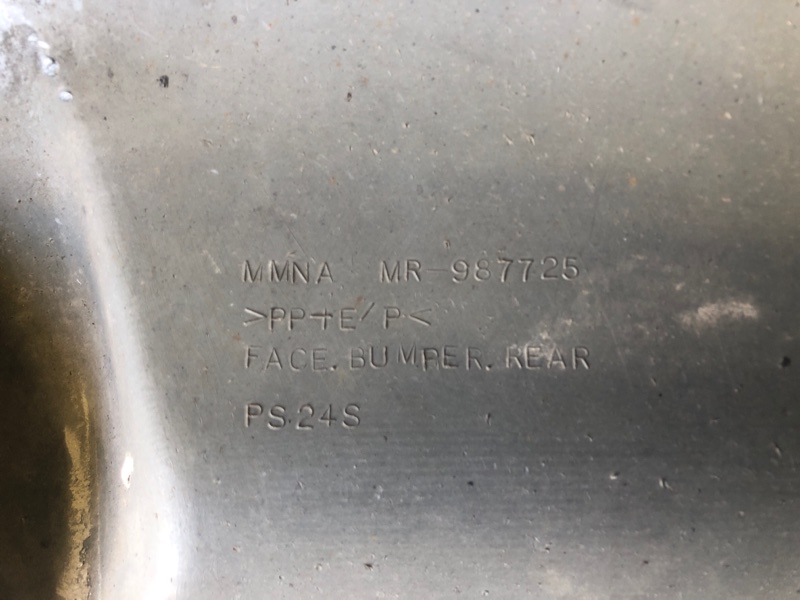 MMNA MR-987725
>PP+E/P<
FACE.BUMPER.REAR
PS.24S